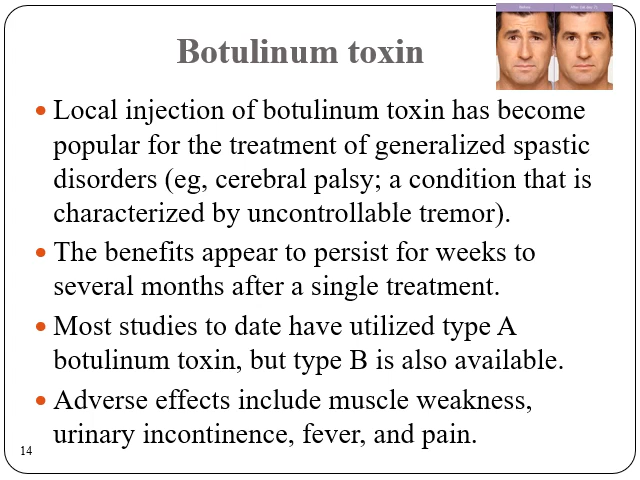 Botulinum toxin
• Local injection of botulinum toxin has become
popular for the treatment of generalized spastic
disorders (eg, cerebral palsy; a condition that is
characterized by uncontrollable tremor).
• The benefits appear to persist for weeks to
several months after a single treatment.
• Most studies to date have utilized type A
botulinum toxin, but type B is also available.
• Adverse effects include muscle weakness,
urinary incontinence, fever, and pain.
14